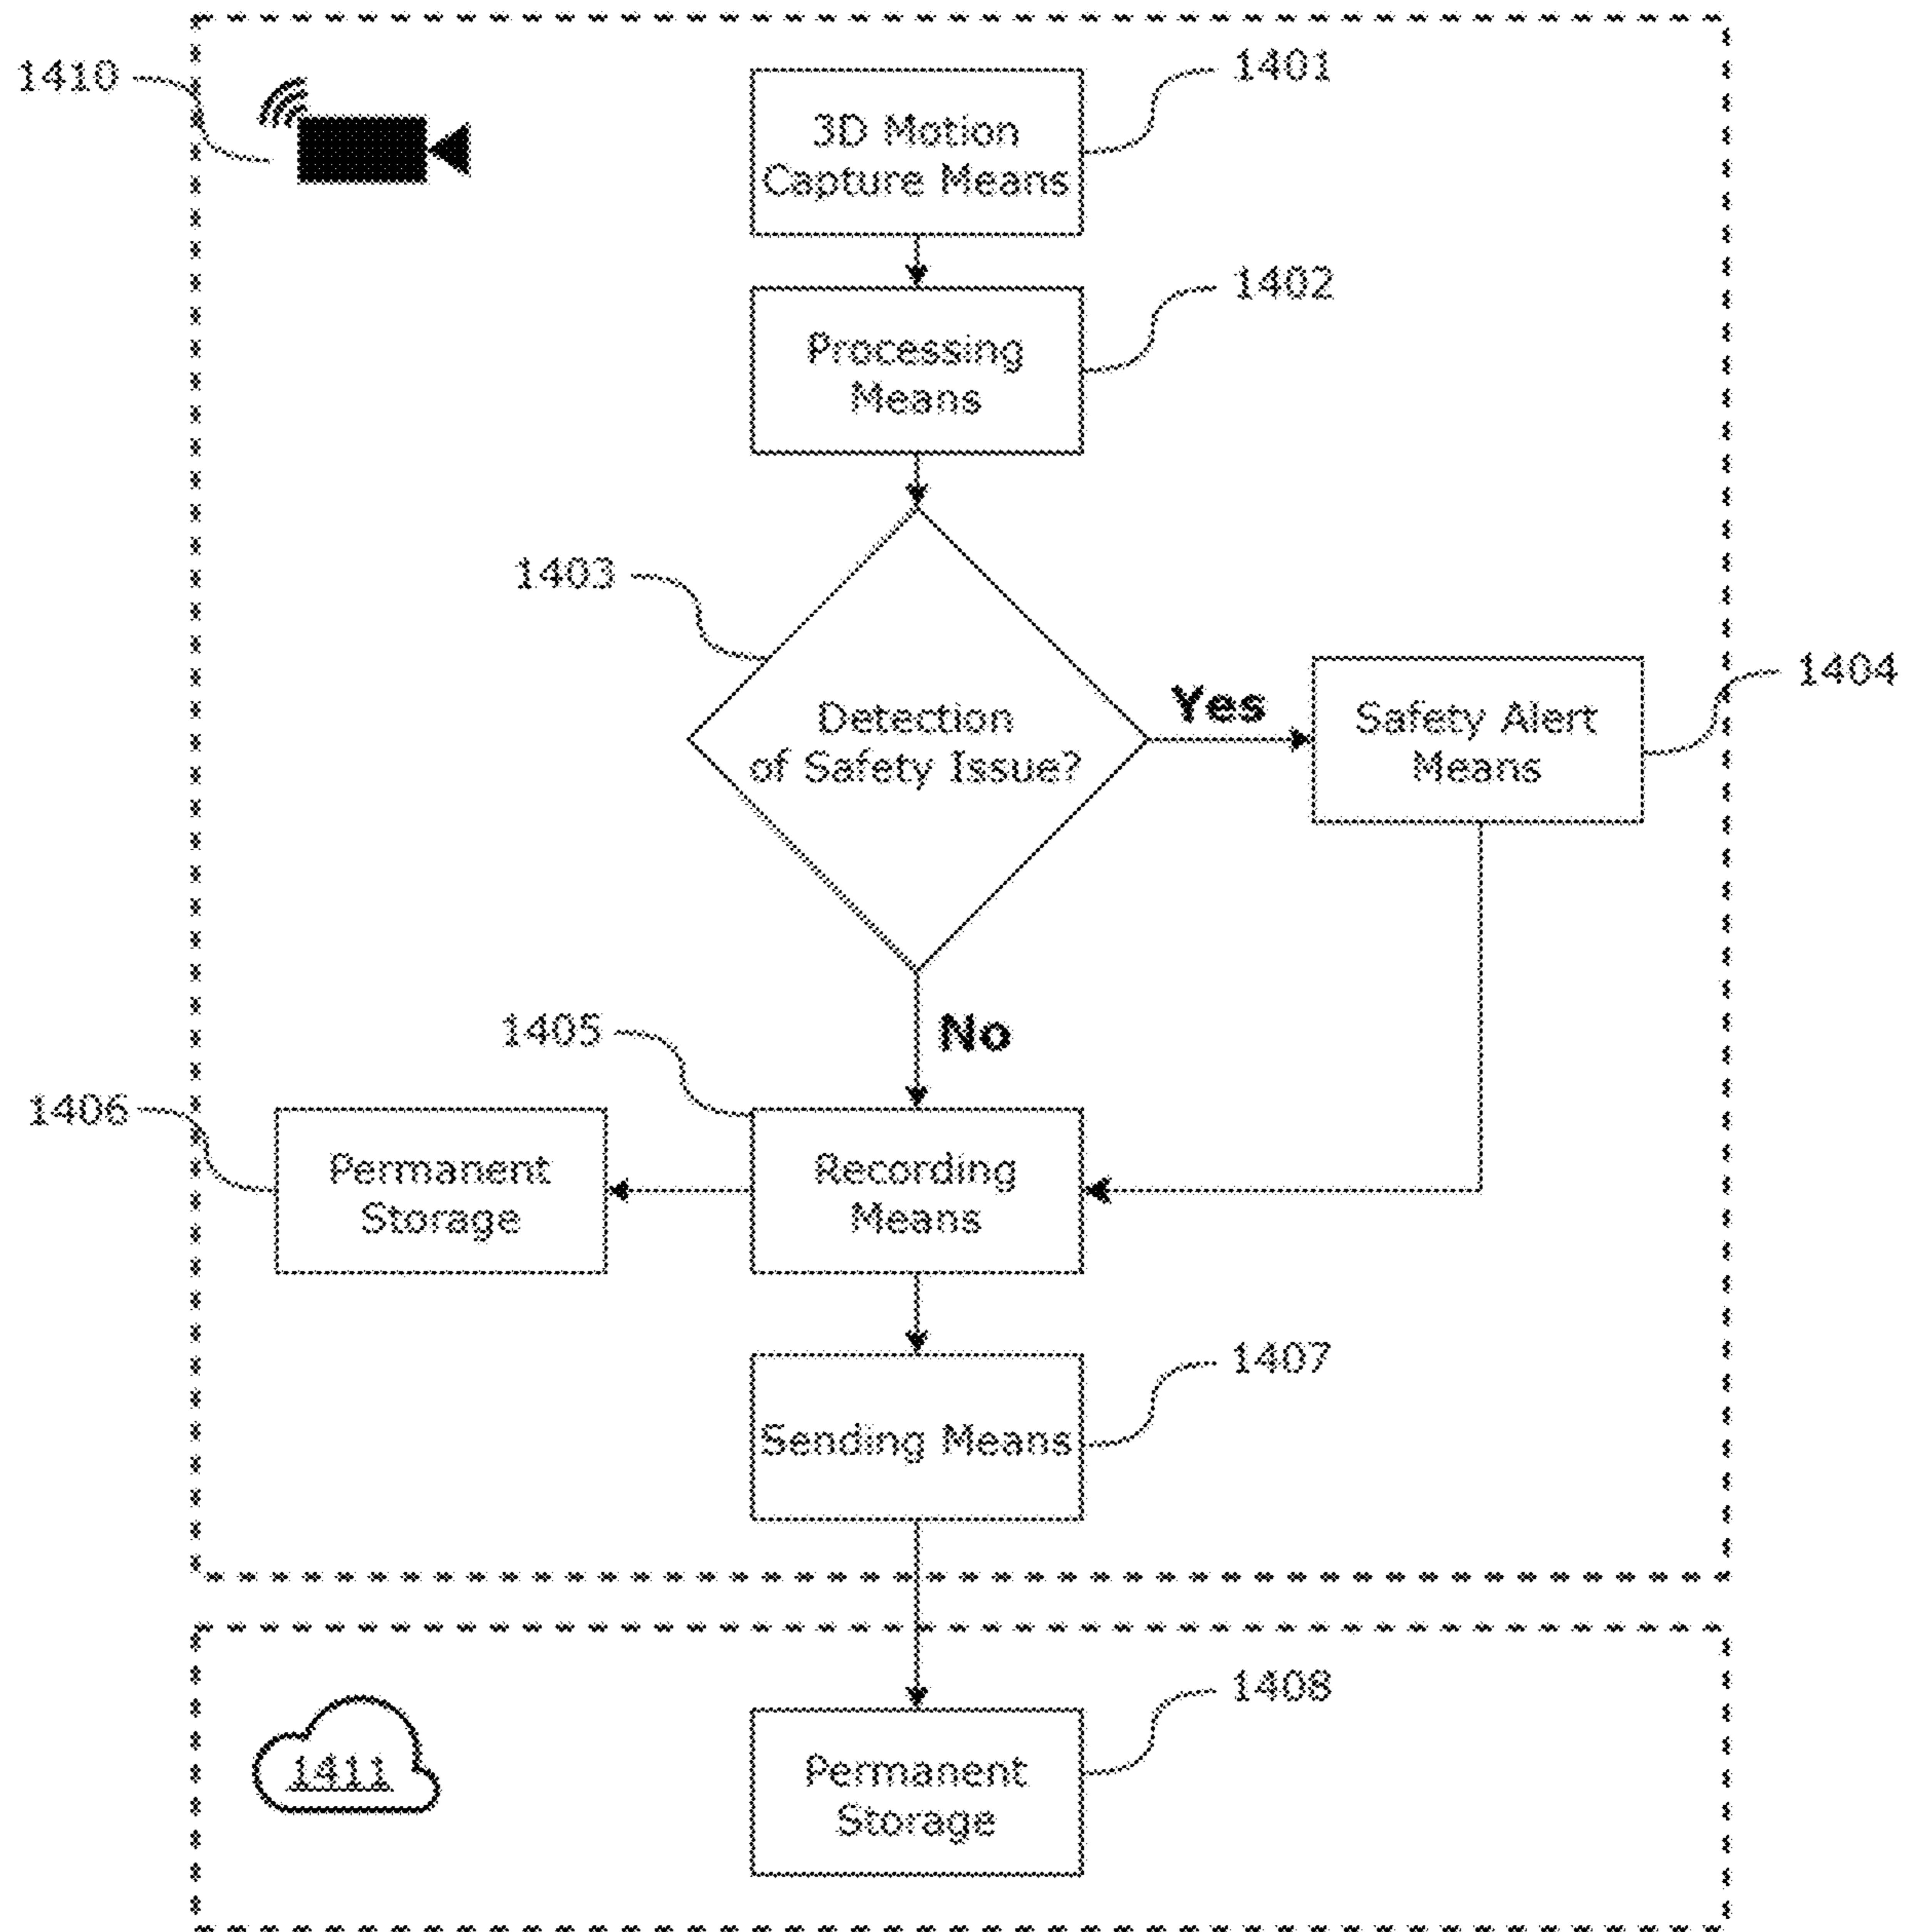 1410
1401
3D Motion
Capture Means
1402
Processing
Means
1403
Detection
of Safety Issue?
Yes
Safety Alert
Means
1404
No
1405
1406
Permanent
Storage
Recording
Means
1407
Sending Means
1408
1411
Permanent
Storage